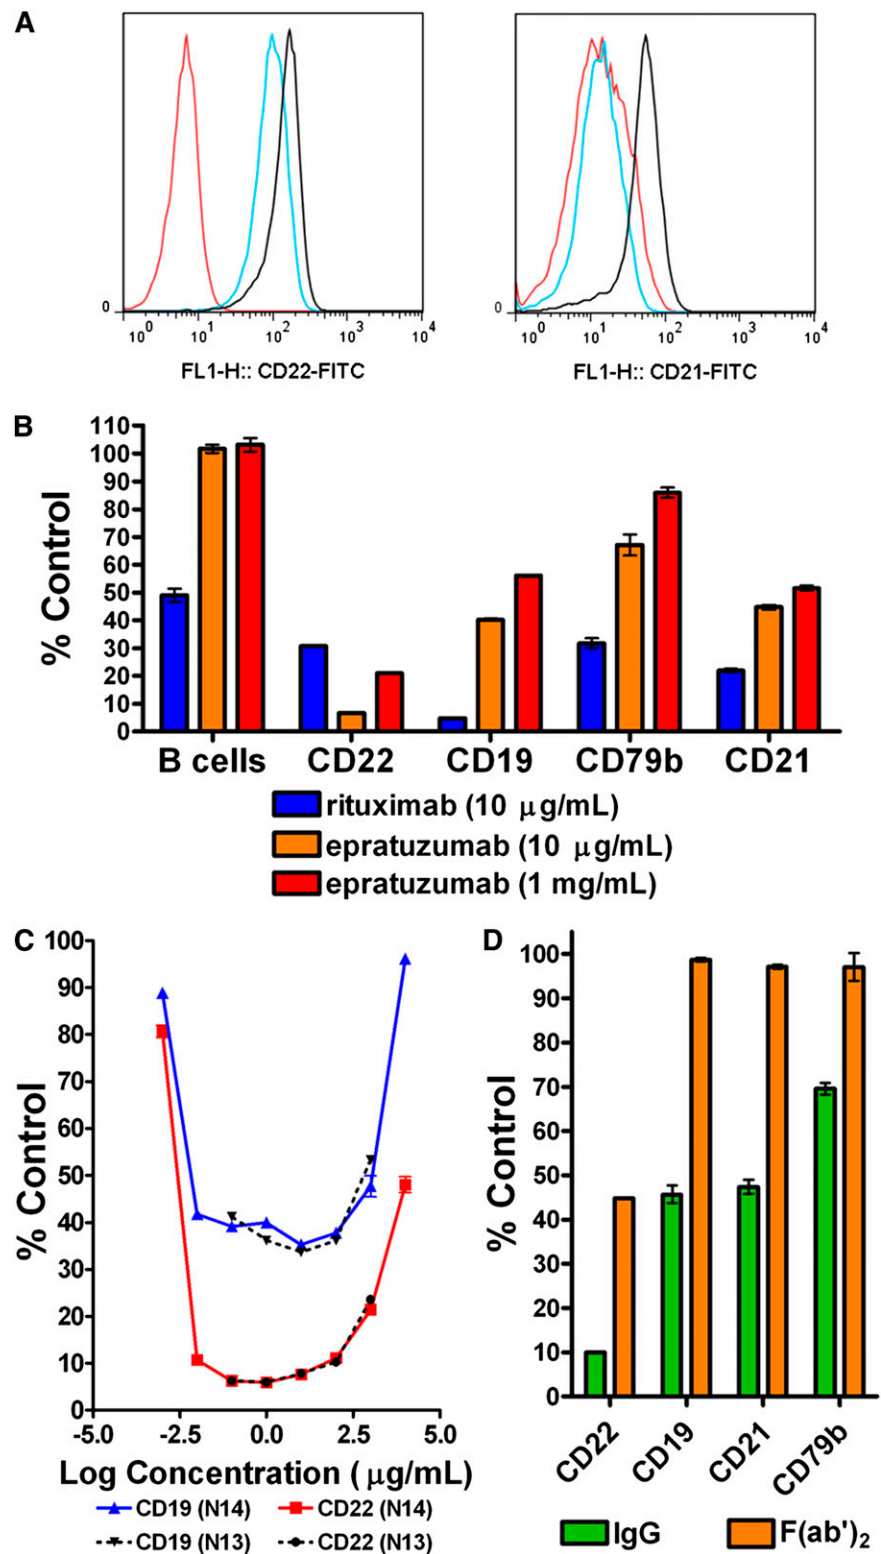 A
0
10^0 10^1 10^2 10^3 10^4
FL1-H:: CD22-FITC
0
10^0 10^1 10^2 10^3 10^4
FL1-H:: CD21-FITC
B
% Control
110
100
90
80
70
60
50
40
30
20
10
0
B cells CD22 CD19 CD79b CD21
rituximab (10 μg/mL)
epratuzumab (10 μg/mL)
epratuzumab (1 mg/mL)
C
% Control
100
90
80
70
60
50
40
30
20
10
0
-5.0 -2.5 0.0 2.5 5.0
Log Concentration (μg/mL)
CD19 (N14) CD22 (N14)
CD19 (N13) CD22 (N13)
D
% Control
100
90
80
70
60
50
40
30
20
10
0
CD22 CD19 CD21 CD79b
IgG F(ab')₂